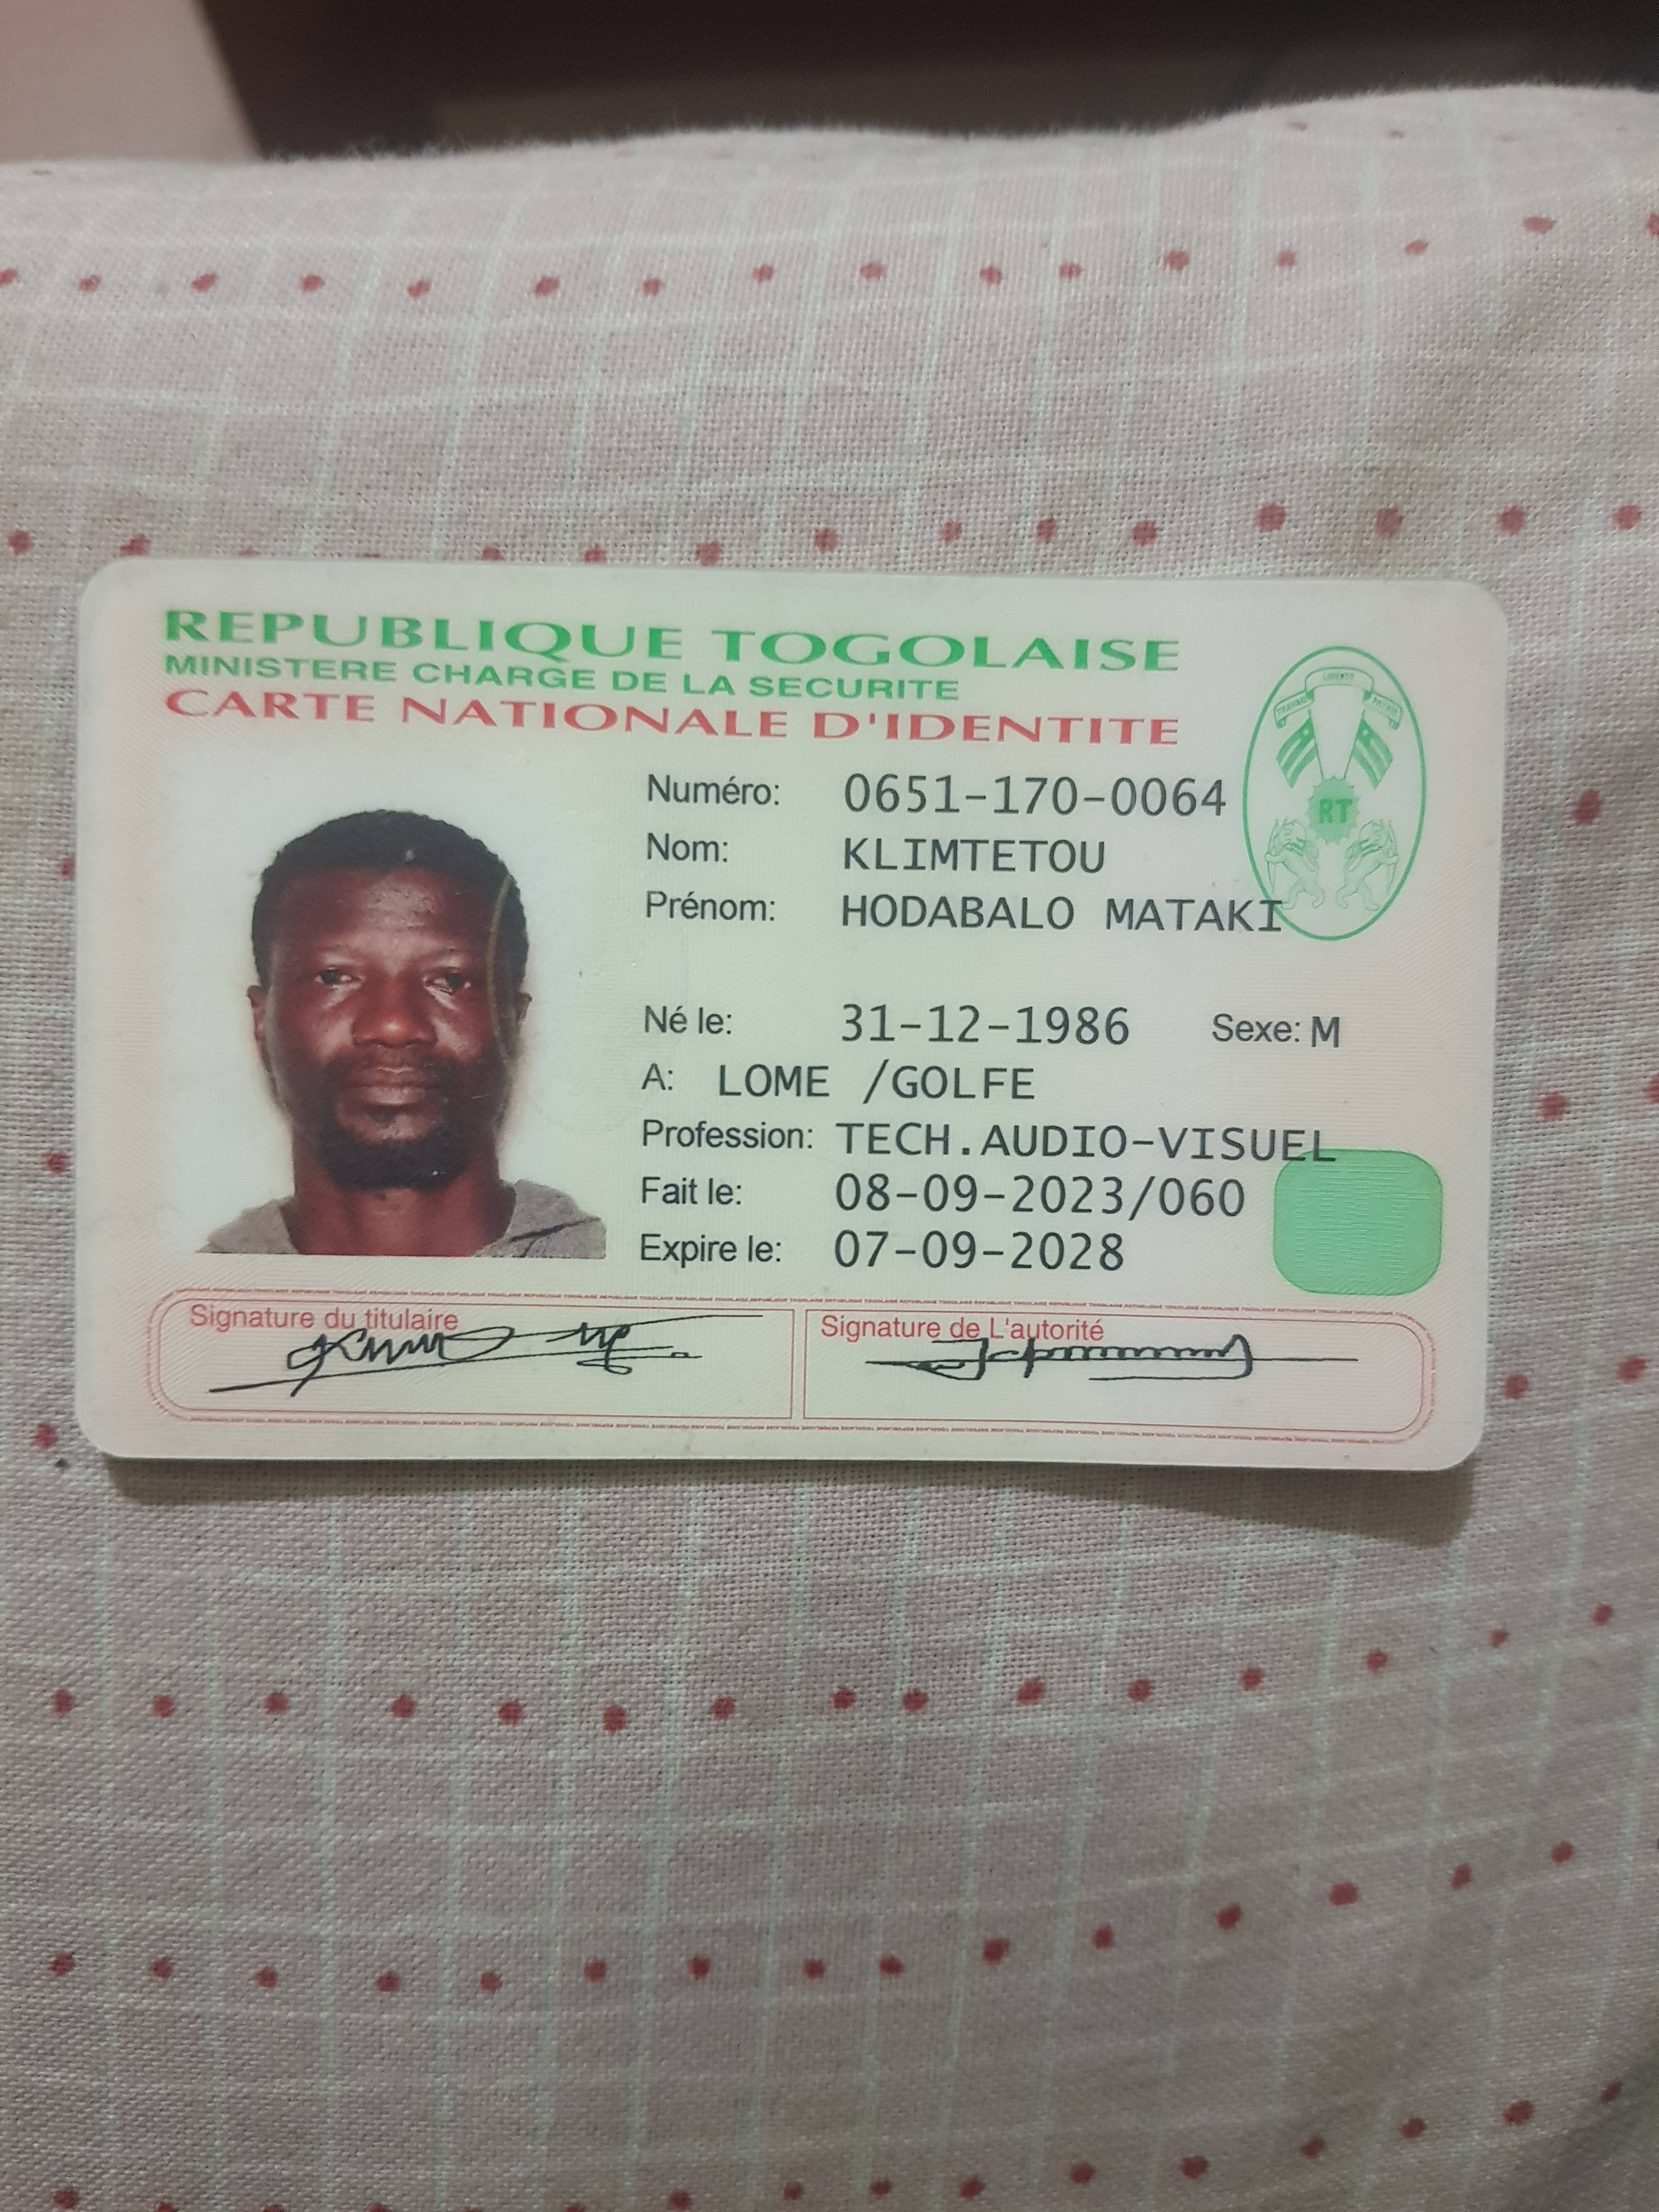 REPUBLIQUE TOGOLAISE
MINISTERE CHARGE DE LA SECURITE
CARTE NATIONALE D'IDENTITE
LIBERTE
TRAVAIL PATRIE
RT
Numéro: 0651-170-0064
Nom: KLIMTETOU
Prénom: HODABALO MATAKI
Né le: 31-12-1986 Sexe: M
A: LOME /GOLFE
Profession: TECH.AUDIO-VISUEL
Fait le: 08-09-2023/060
Expire le: 07-09-2028
Signature du titulaire
Signature de L'autorité